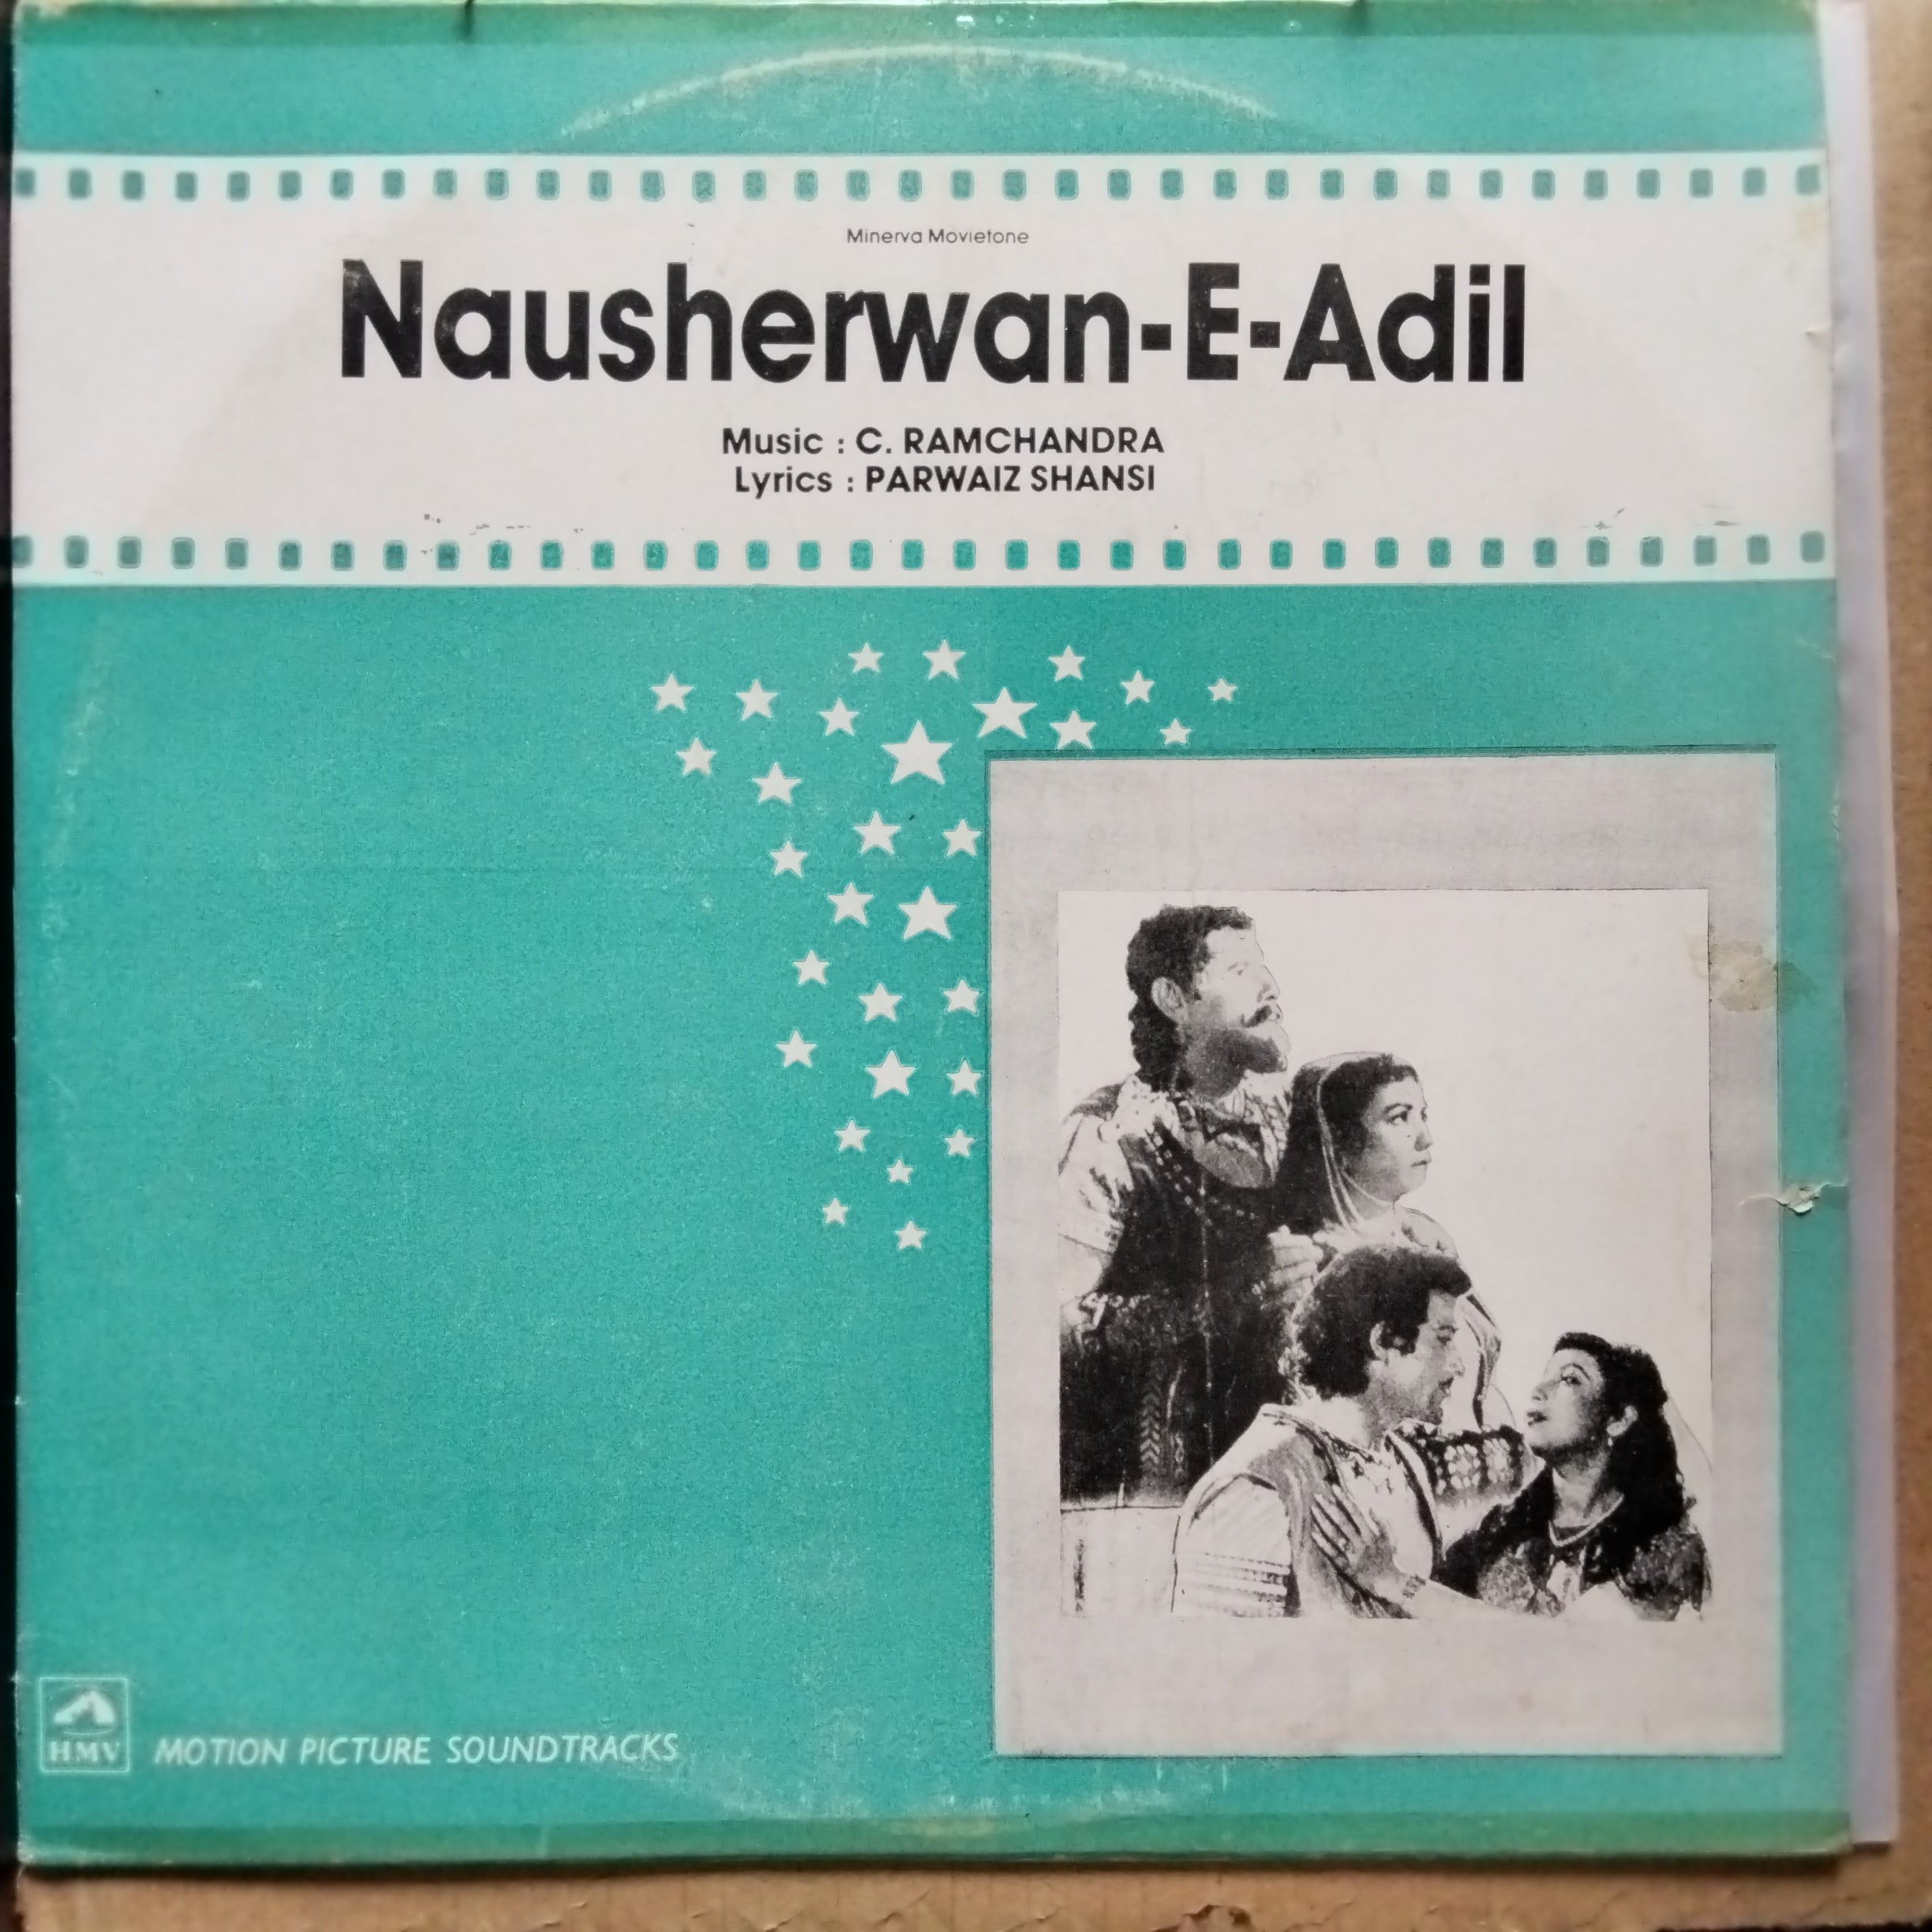 Minerva Movietone
Nausherwan-E-Adil
Music : C. RAMCHANDRA
Lyrics : PARWAIZ SHANSI
HMV
MOTION PICTURE SOUNDTRACKS